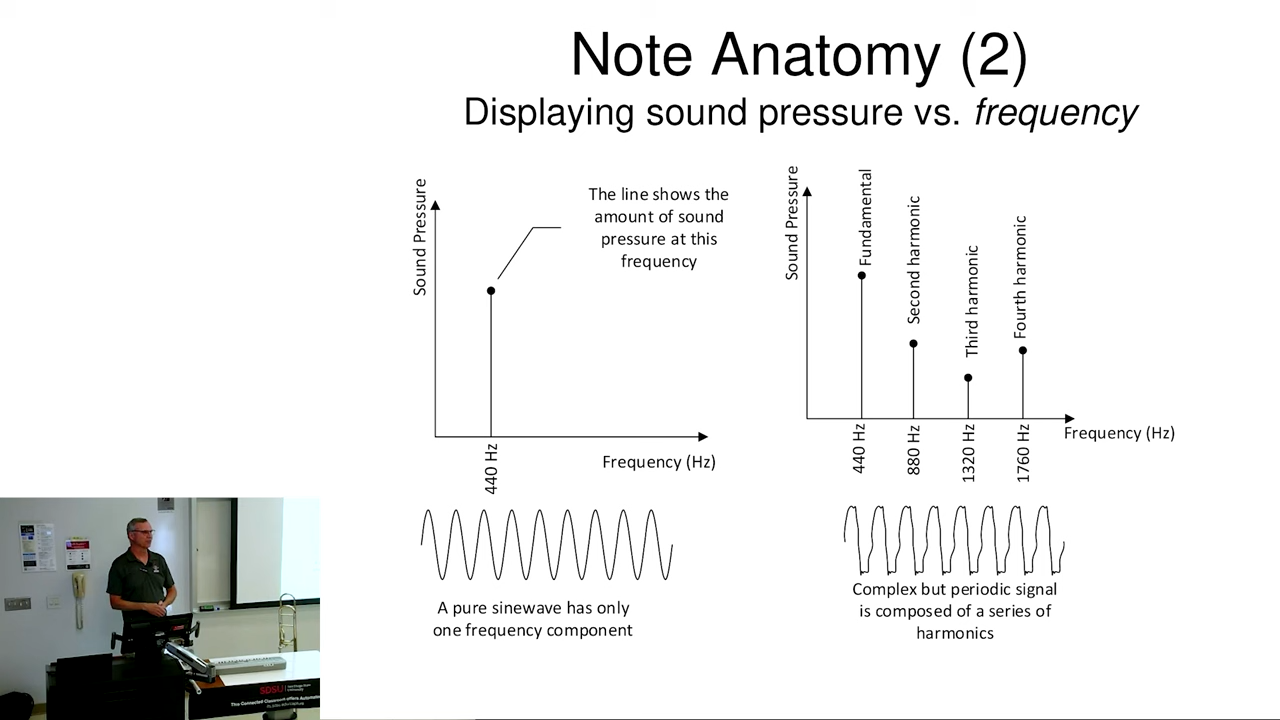 Note Anatomy (2)
Displaying sound pressure vs. frequency
Sound Pressure
The line shows the
amount of sound
pressure at this
frequency
440 Hz
Frequency (Hz)
A pure sinewave has only
one frequency component
Sound Pressure
Fundamental
Second harmonic
Third harmonic
Fourth harmonic
440 Hz
880 Hz
1320 Hz
1760 Hz
Frequency (Hz)
Complex but periodic signal
is composed of a series of
harmonics
SDSU